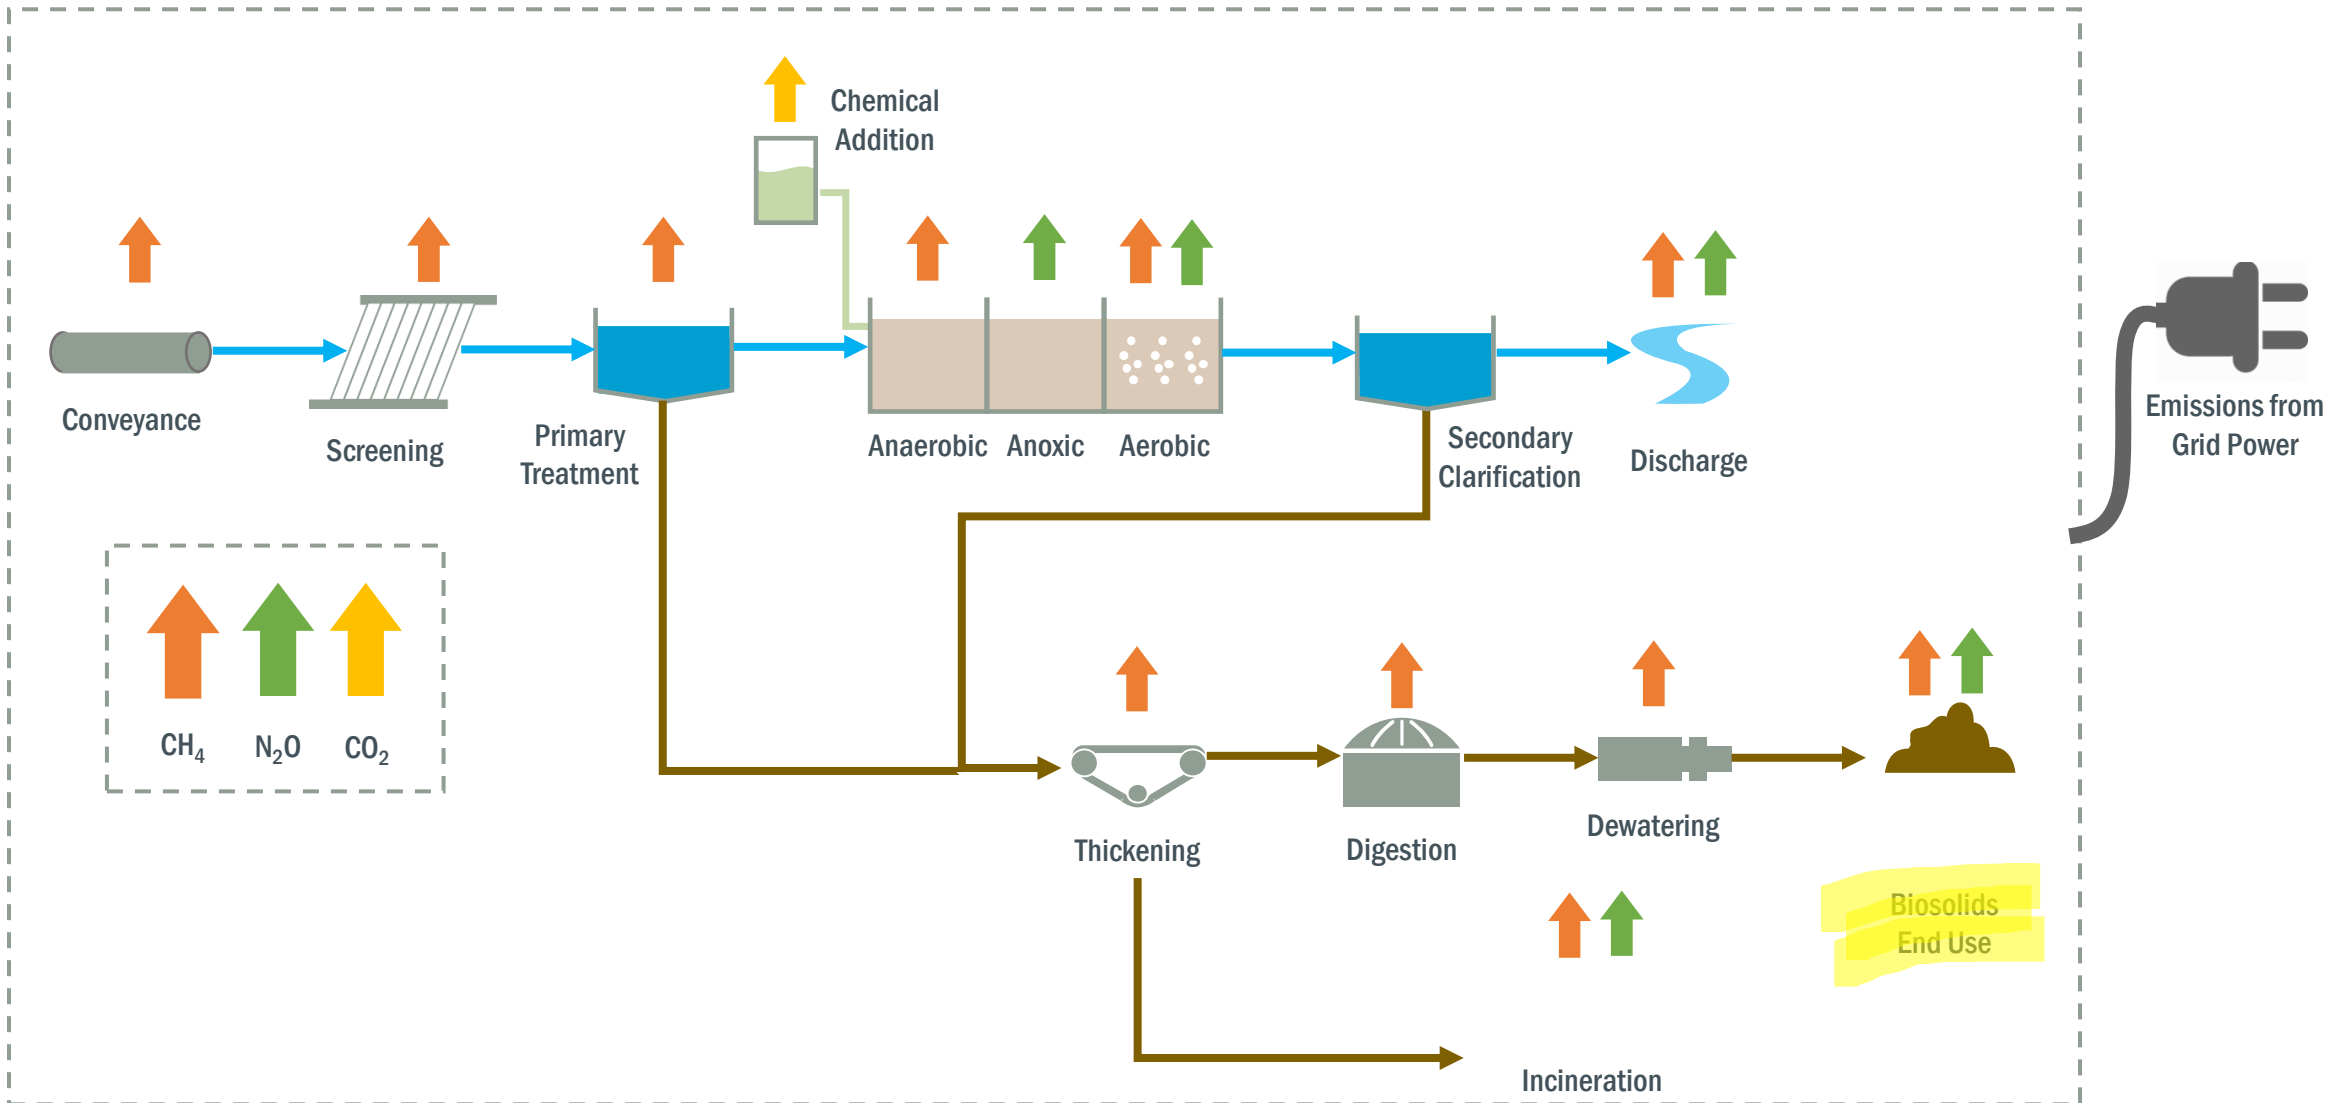 Chemical
Addition
Conveyance
Screening
Primary
Treatment
Anaerobic
Anoxic
Aerobic
Secondary
Clarification
Discharge
Emissions from
Grid Power
CH₄
N₂O
CO₂
Thickening
Digestion
Dewatering
Biosolids
End Use
Incineration